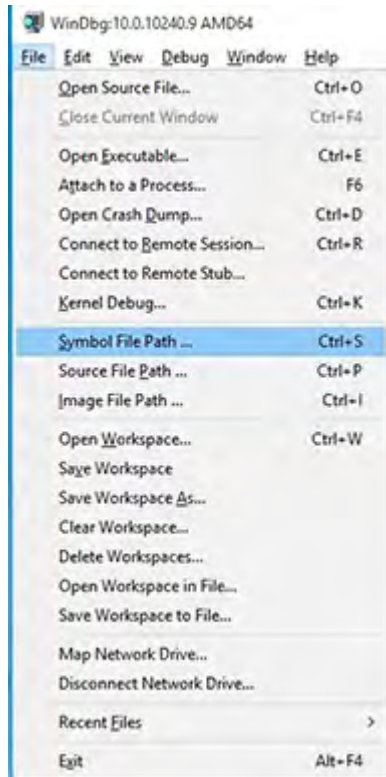 WinDbg:10.0.10240.9 AMD64
File Edit View Debug Window Help
Open Source File... Ctrl+O
Close Current Window Ctrl+F4
Open Executable... Ctrl+E
Attach to a Process... F6
Open Crash Dump... Ctrl+D
Connect to Remote Session... Ctrl+R
Connect to Remote Stub...
Kernel Debug... Ctrl+K
Symbol File Path ... Ctrl+S
Source File Path ... Ctrl+P
Image File Path ... Ctrl+I
Open Workspace... Ctrl+W
Save Workspace
Save Workspace As...
Clear Workspace...
Delete Workspaces...
Open Workspace in File...
Save Workspace to File...
Map Network Drive...
Disconnect Network Drive...
Recent Files >
Exit Alt+F4